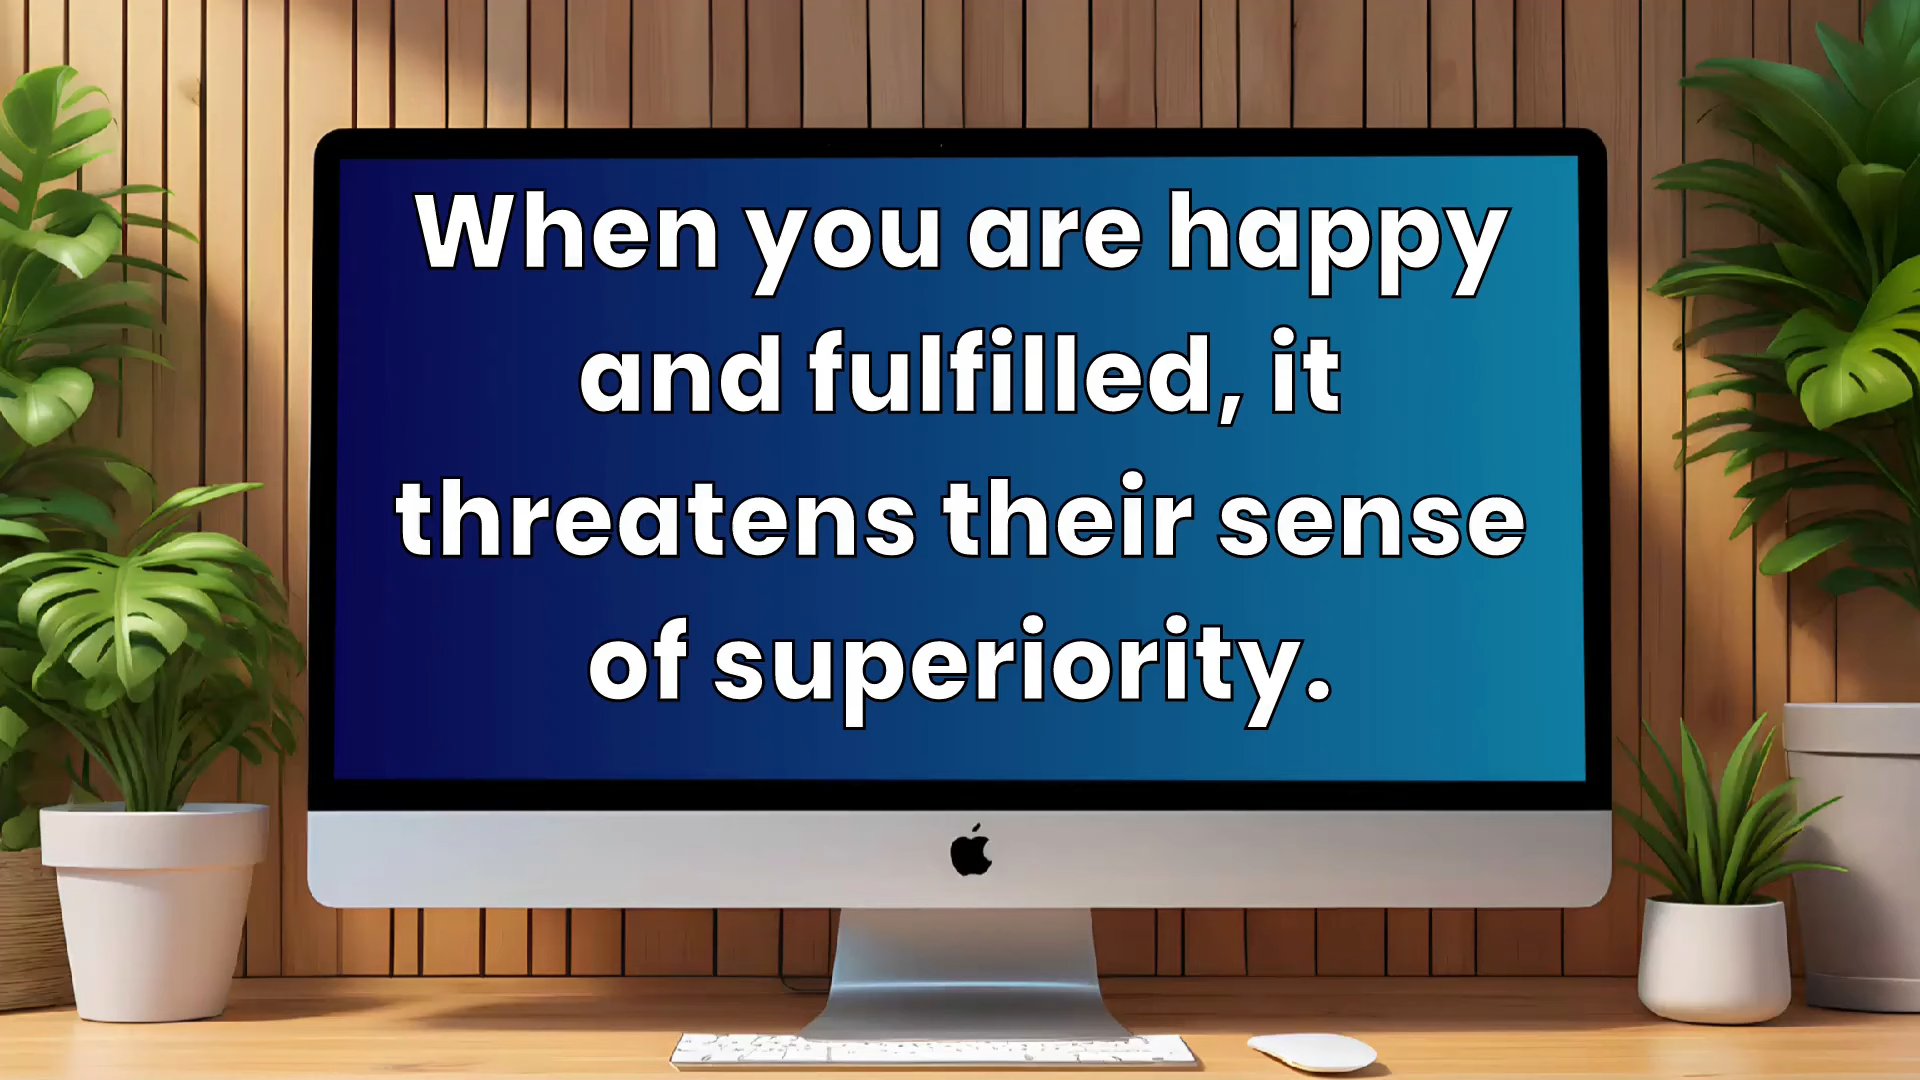 When you are happy
and fulfilled, it
threatens their sense
of superiority.